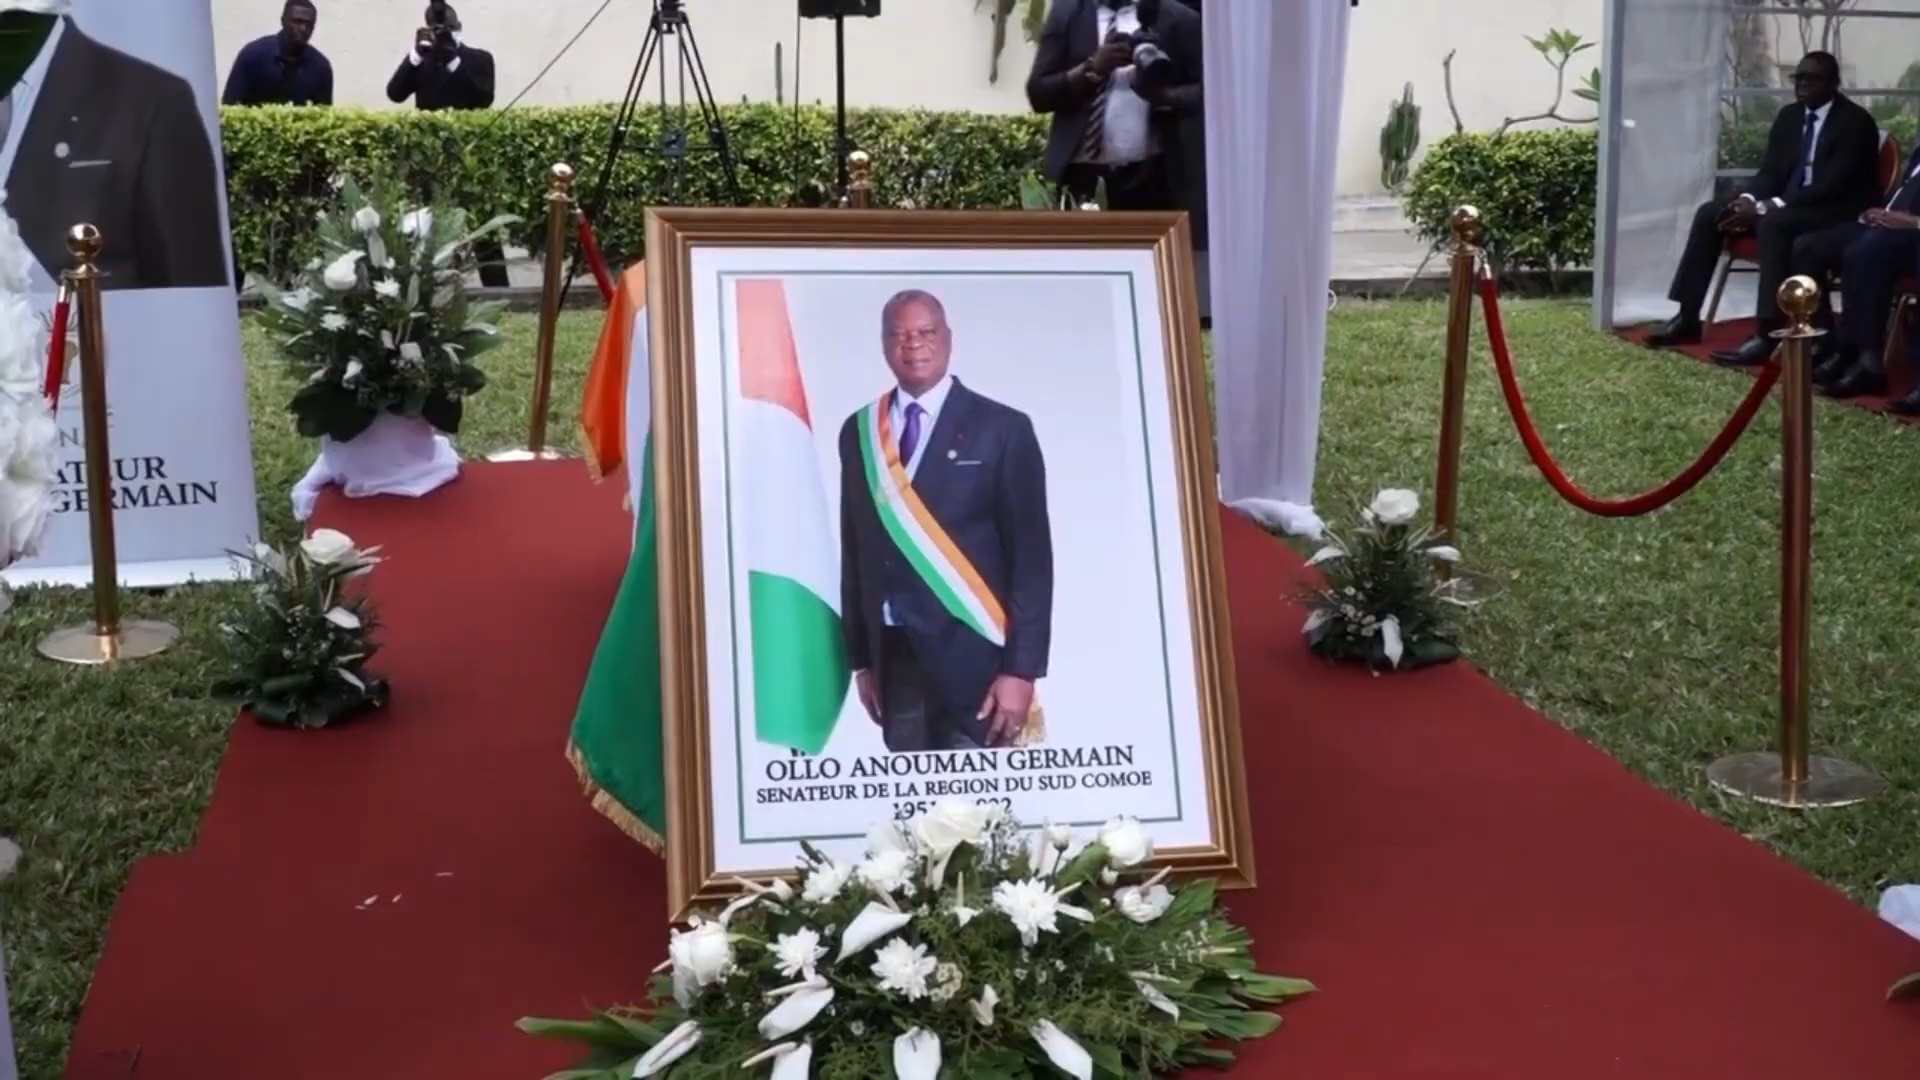 ATEUR
GERMAIN
OLLO ANOUMAN GERMAIN
SENATEUR DE LA REGION DU SUD COMOE